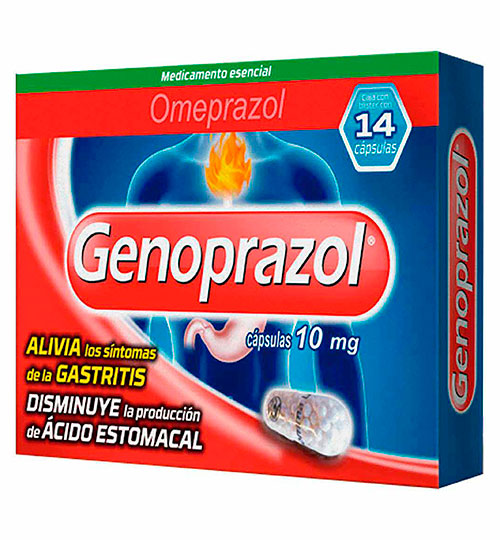 Medicamento esencial
Omeprazol
Caja con
blíster con
14
cápsulas
Genoprazol®
cápsulas 10 mg
ALIVIA los síntomas
de la GASTRITIS
DISMINUYE la producción
de ÁCIDO ESTOMACAL
Genoprazol®